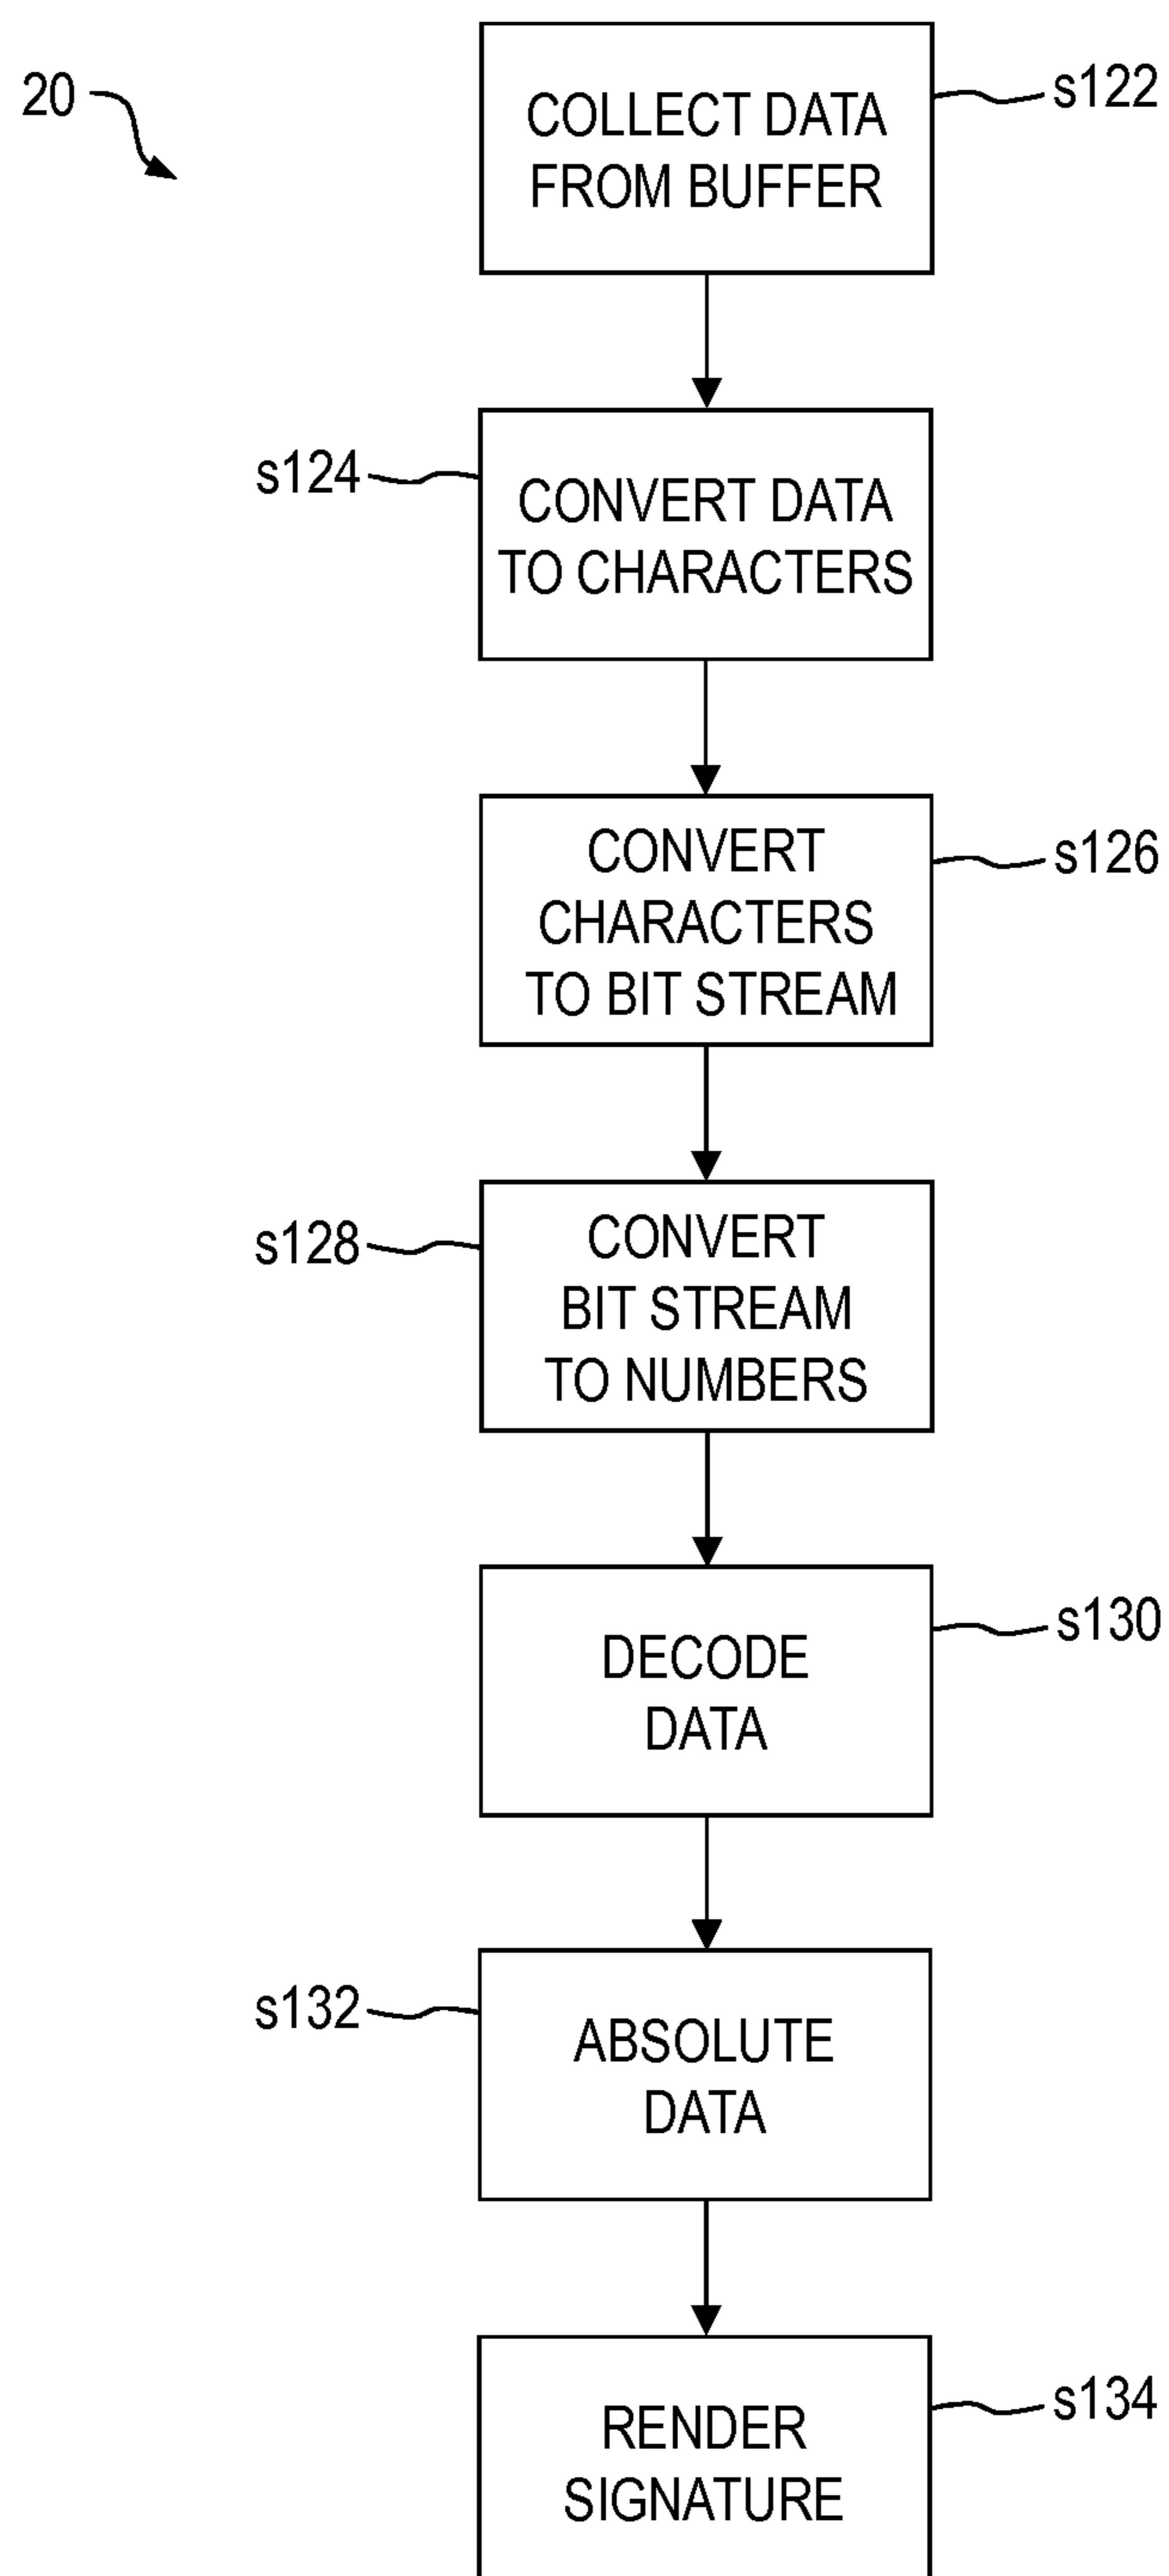 20
COLLECT DATA
FROM BUFFER
s122
s124
CONVERT DATA
TO CHARACTERS
CONVERT
CHARACTERS
TO BIT STREAM
s126
s128
CONVERT
BIT STREAM
TO NUMBERS
DECODE
DATA
s130
s132
ABSOLUTE
DATA
RENDER
SIGNATURE
s134